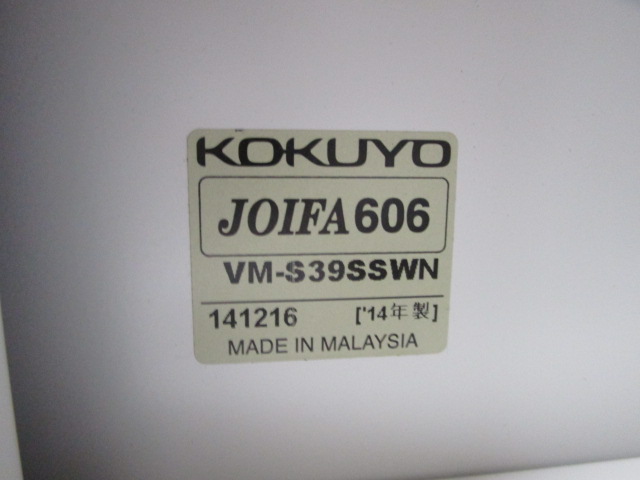 KOKUYO
JOIFA606
VM-S39SSWN
141216 ['14年製]
MADE IN MALAYSIA